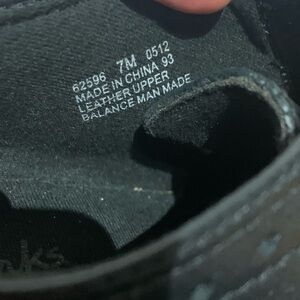 62596 7M 0512
MADE IN CHINA 93
LEATHER UPPER
BALANCE MAN MADE